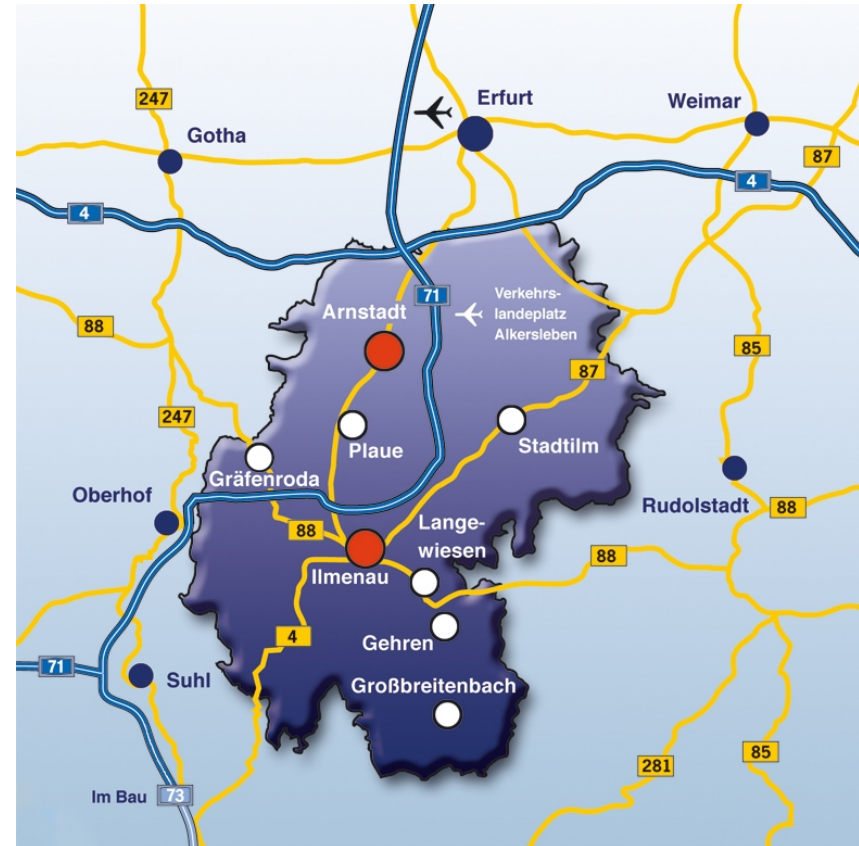 Erfurt
Weimar
247
Gotha
87
4
4
71
Verkehrs-
landeplatz
Alkersleben
Arnstadt
88
85
87
247
Plaue
Stadtilm
Gräfenroda
Oberhof
Rudolstadt
88
88
Lange-
wiesen
88
Ilmenau
4
Gehren
71
Suhl
Großbreitenbach
85
281
Im Bau
73